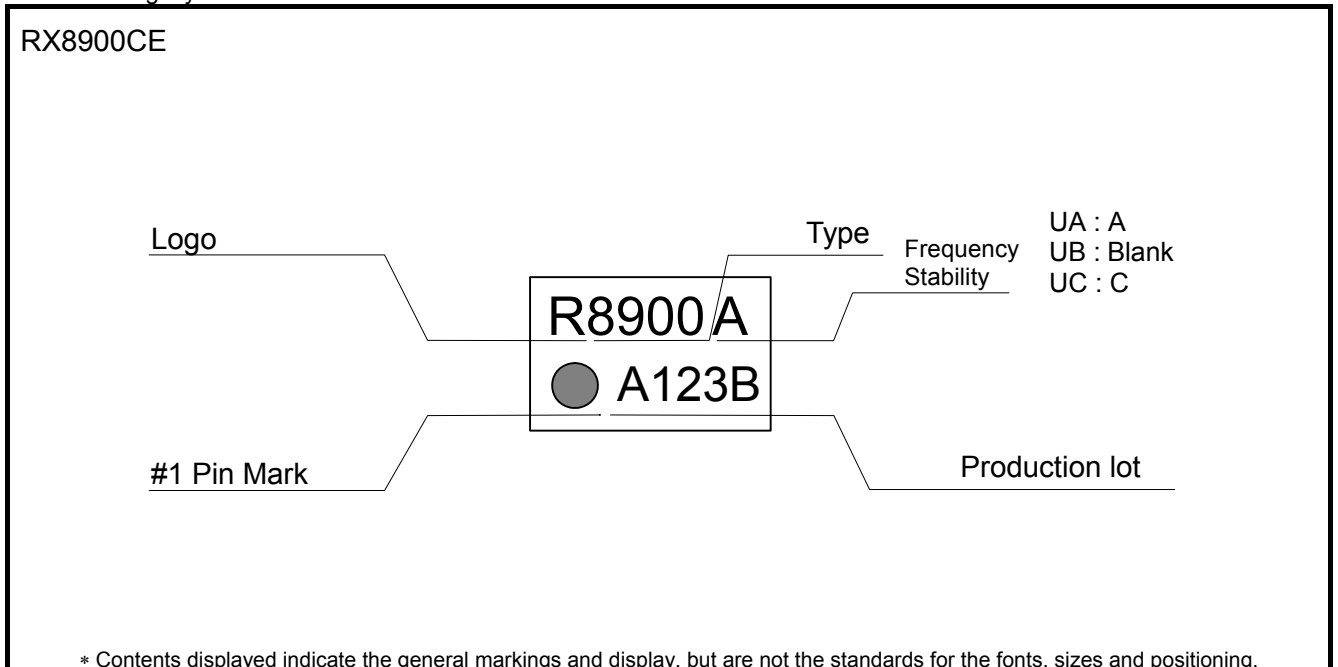 RX8900CE
Logo
Type
Frequency
Stability
UA : A
UB : Blank
UC : C
R8900 A
A123B
#1 Pin Mark
Production lot
* Contents displayed indicate the general markings and display, but are not the standards for the fonts, sizes and positioning.